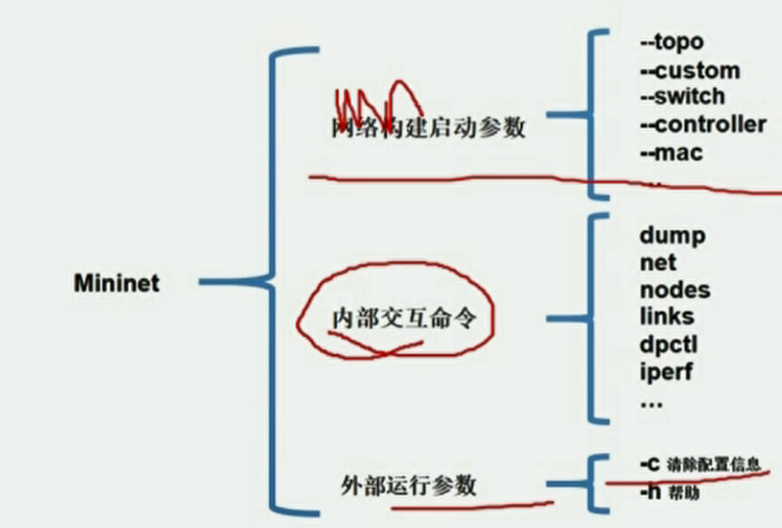 Mininet
网络构建启动参数
--topo
--custom
--switch
--controller
--mac
...
内部交互命令
dump
net
nodes
links
dpctl
iperf
...
外部运行参数
-c 清除配置信息
-h 帮助